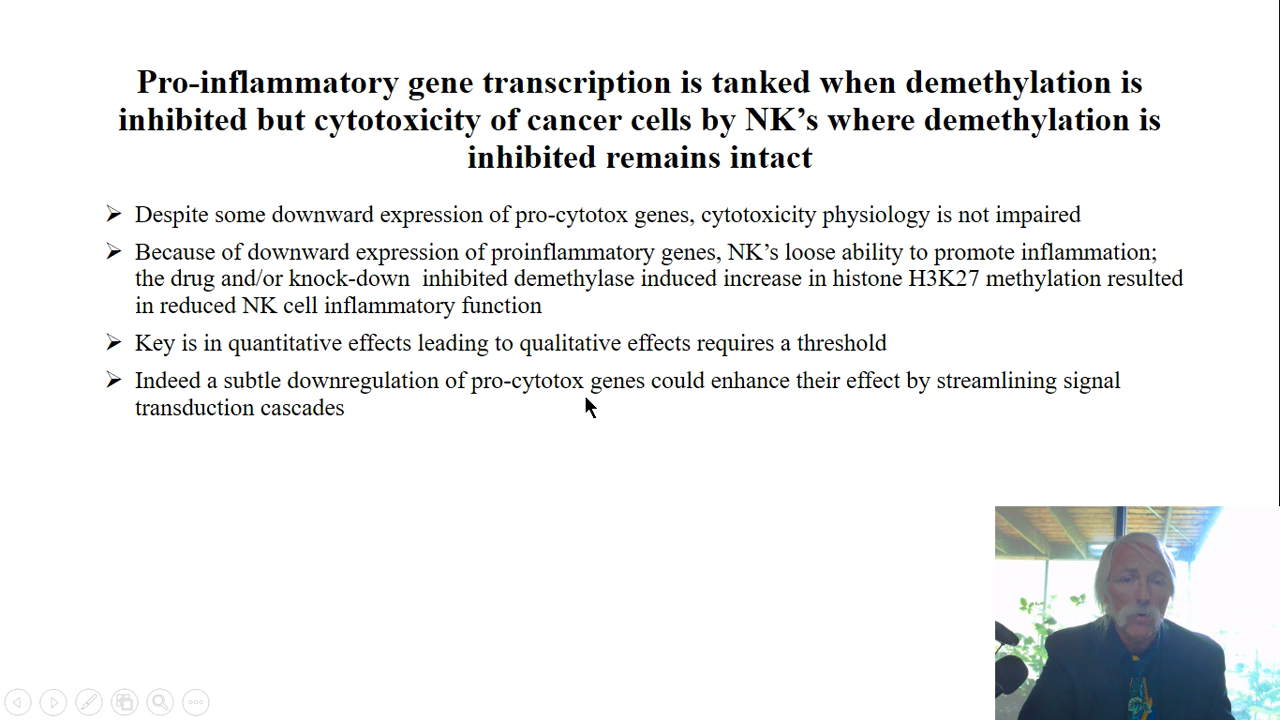 Pro-inflammatory gene transcription is tanked when demethylation is
inhibited but cytotoxicity of cancer cells by NK’s where demethylation is
inhibited remains intact
Despite some downward expression of pro-cytotox genes, cytotoxicity physiology is not impaired
Because of downward expression of proinflammatory genes, NK’s loose ability to promote inflammation;
the drug and/or knock-down  inhibited demethylase induced increase in histone H3K27 methylation resulted
in reduced NK cell inflammatory function
Key is in quantitative effects leading to qualitative effects requires a threshold
Indeed a subtle downregulation of pro-cytotox genes could enhance their effect by streamlining signal
transduction cascades